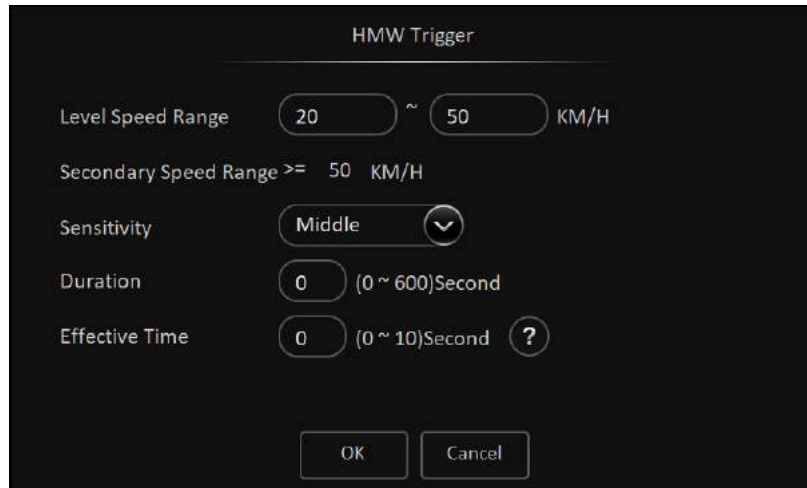 HMW Trigger
Level Speed Range 20 ~ 50 KM/H
Secondary Speed Range >= 50 KM/H
Sensitivity Middle
Duration 0 (0 ~ 600)Second
Effective Time 0 (0 ~ 10)Second ?
OK Cancel